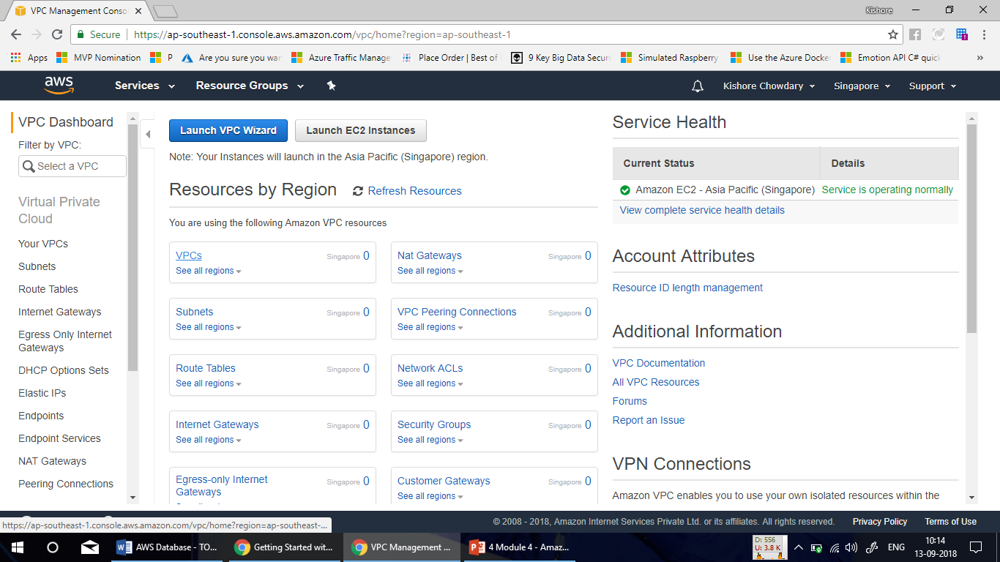 VPC Management Conso
Kishore
Secure https://ap-southeast-1.console.aws.amazon.com/vpc/home?region=ap-southeast-1
Apps MVP Nomination P Are you sure you wan Azure Traffic Manage Place Order | Best of 9 Key Big Data Securi Simulated Raspberry Use the Azure Docke Emotion API C# quick »
aws Services Resource Groups Kishore Chowdary Singapore Support
VPC Dashboard
Filter by VPC:
Select a VPC
Virtual Private
Cloud
Your VPCs
Subnets
Route Tables
Internet Gateways
Egress Only Internet
Gateways
DHCP Options Sets
Elastic IPs
Endpoints
Endpoint Services
NAT Gateways
Peering Connections
Launch VPC Wizard Launch EC2 Instances
Note: Your Instances will launch in the Asia Pacific (Singapore) region.
Resources by Region Refresh Resources
You are using the following Amazon VPC resources
VPCs Singapore 0
See all regions
Nat Gateways Singapore 0
See all regions
Subnets Singapore 0
See all regions
VPC Peering Connections Singapore 0
See all regions
Route Tables Singapore 0
See all regions
Network ACLs Singapore 0
See all regions
Internet Gateways Singapore 0
See all regions
Security Groups Singapore 0
See all regions
Egress-only Internet Singapore 0
Gateways
Customer Gateways Singapore 0
See all regions
Service Health
Current Status Details
Amazon EC2 - Asia Pacific (Singapore) Service is operating normally
View complete service health details
Account Attributes
Resource ID length management
Additional Information
VPC Documentation
All VPC Resources
Forums
Report an Issue
VPN Connections
Amazon VPC enables you to use your own isolated resources within the
https://ap-southeast-1.console.aws.amazon.com/vpc/home?region=ap-southeast-...
© 2008 - 2018, Amazon Internet Services Private Ltd. or its affiliates. All rights reserved. Privacy Policy Terms of Use
AWS Database - TO... Getting Started wit... VPC Management ... 4 Module 4 - Amaz...
D: 556
U: 3.8 K
ENG
10:14
13-09-2018